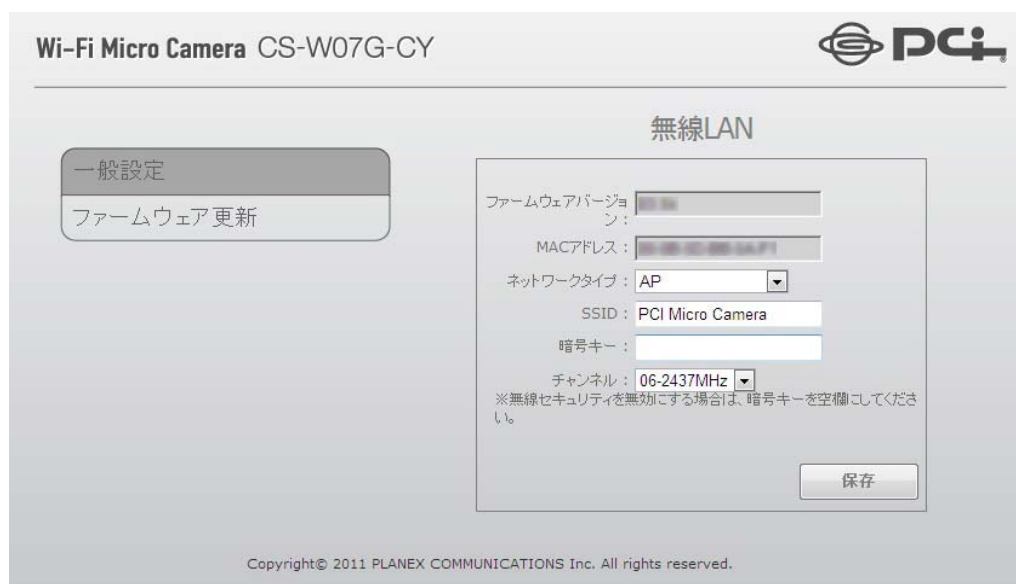 Wi-Fi Micro Camera CS-W07G-CY
PCi
無線LAN
一般設定
ファームウェア更新
ファームウェアバージョ
ン:
MACアドレス:
ネットワークタイプ: AP
SSID: PCI Micro Camera
暗号キー:
チャンネル: 06-2437MHz
※無線セキュリティを無効にする場合は、暗号キーを空欄にしてくださ
い。
保存
Copyright© 2011 PLANEX COMMUNICATIONS Inc. All rights reserved.